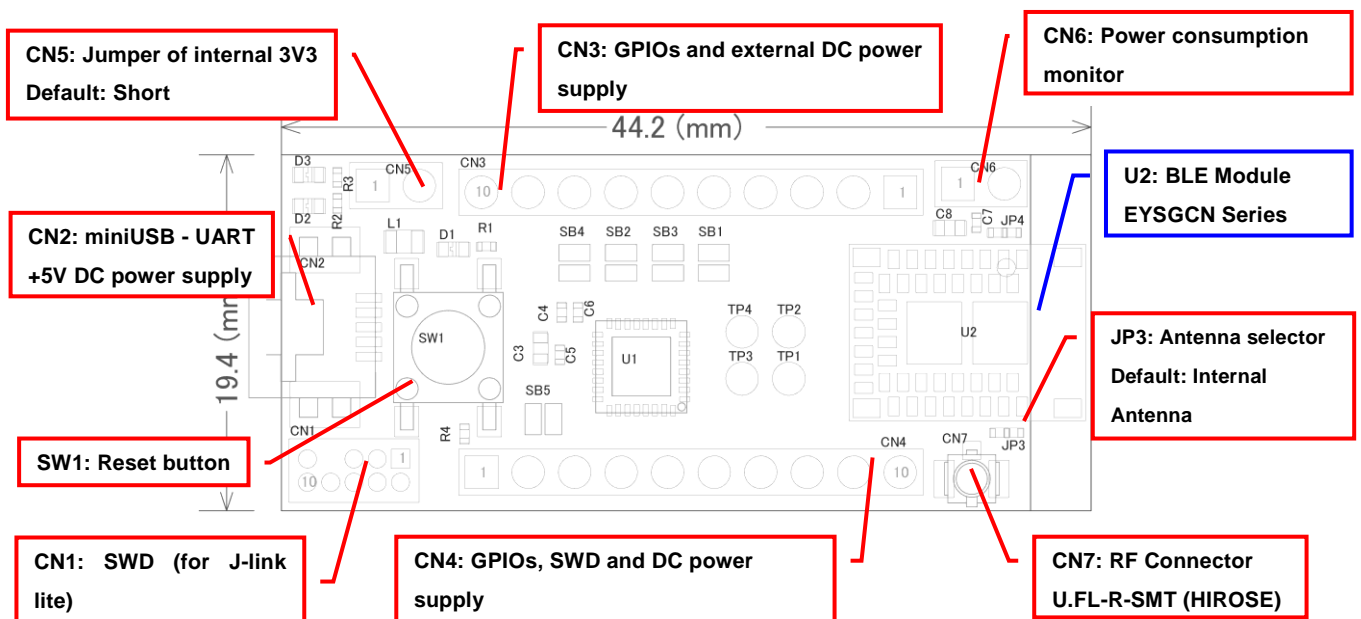 CN5: Jumper of internal 3V3
Default: Short
CN3: GPIOs and external DC power
supply
CN6: Power consumption
monitor
44.2 (mm)
D3
R3
1
CN5
CN3
10
1
1
CN6
U2: BLE Module
EYSGCN Series
D2
R2
L1
D1
R1
SB4
SB2
SB3
SB1
C8
C7
JP4
CN2: miniUSB - UART
+5V DC power supply
CN2
19.4 (mm
SW1
C4
C6
C3
C5
U1
TP4
TP2
TP3
TP1
U2
JP3: Antenna selector
Default: Internal
Antenna
SB5
CN1
R4
CN4
CN7
JP3
SW1: Reset button
1
10
1
10
CN1: SWD (for J-link
lite)
CN4: GPIOs, SWD and DC power
supply
CN7: RF Connector
U.FL-R-SMT (HIROSE)